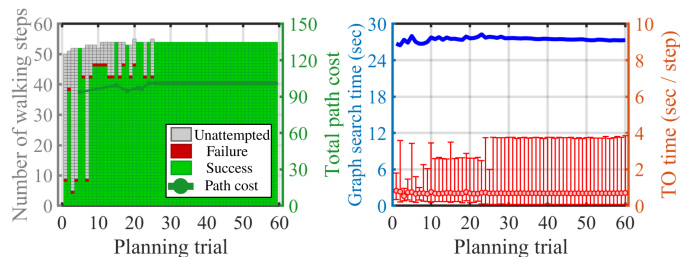 60
50
40
30
20
10
0
Number of walking steps
150
120
90
60
30
0
Total path cost
Unattempted
Failure
Success
Path cost
0 10 20 30 40 50 60
Planning trial
30
24
18
12
6
0
Graph search time (sec)
10
8
6
4
2
0
TO time (sec / step)
0 10 20 30 40 50 60
Planning trial